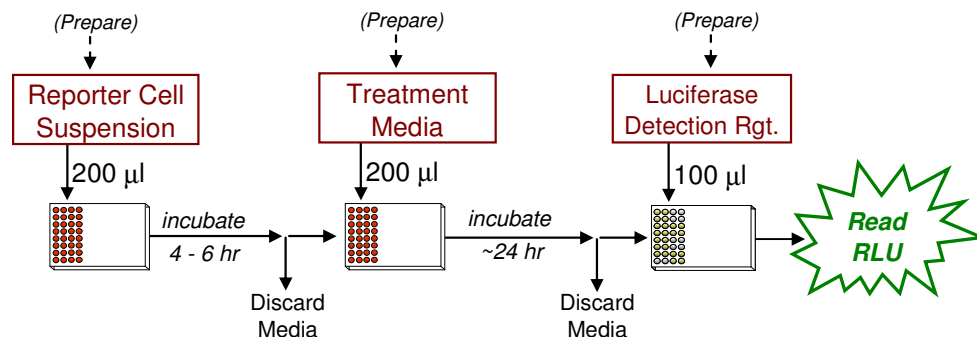 (Prepare)
(Prepare)
(Prepare)
Reporter Cell
Suspension
Treatment
Media
Luciferase
Detection Rgt.
200 μl
200 μl
100 μl
incubate
4 - 6 hr
incubate
~24 hr
Read
RLU
Discard
Media
Discard
Media